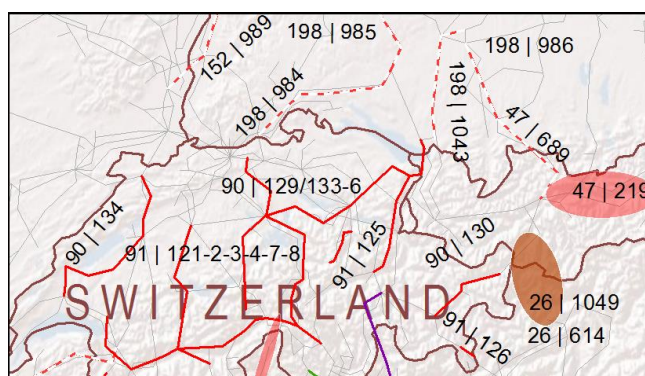 152 | 989
198 | 985
198 | 986
198 | 984
198 | 1043
47 | 689
90 | 129/133-6
47 | 219
90 | 134
91 | 121-2-3-4-7-8
91 | 125
90 | 130
SWITZERLAND
26 | 1049
91 | 126
26 | 614